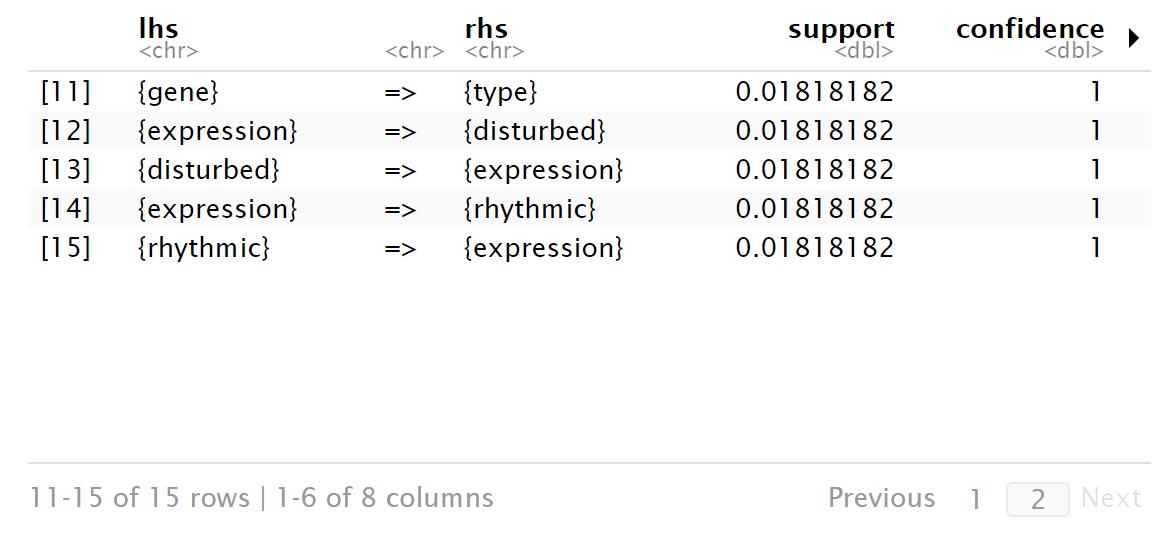 lhs rhs support confidence
<chr> <chr> <chr> <dbl> <dbl>
[11] {gene} => {type} 0.01818182 1
[12] {expression} => {disturbed} 0.01818182 1
[13] {disturbed} => {expression} 0.01818182 1
[14] {expression} => {rhythmic} 0.01818182 1
[15] {rhythmic} => {expression} 0.01818182 1
11-15 of 15 rows | 1-6 of 8 columns Previous 1 2 Next